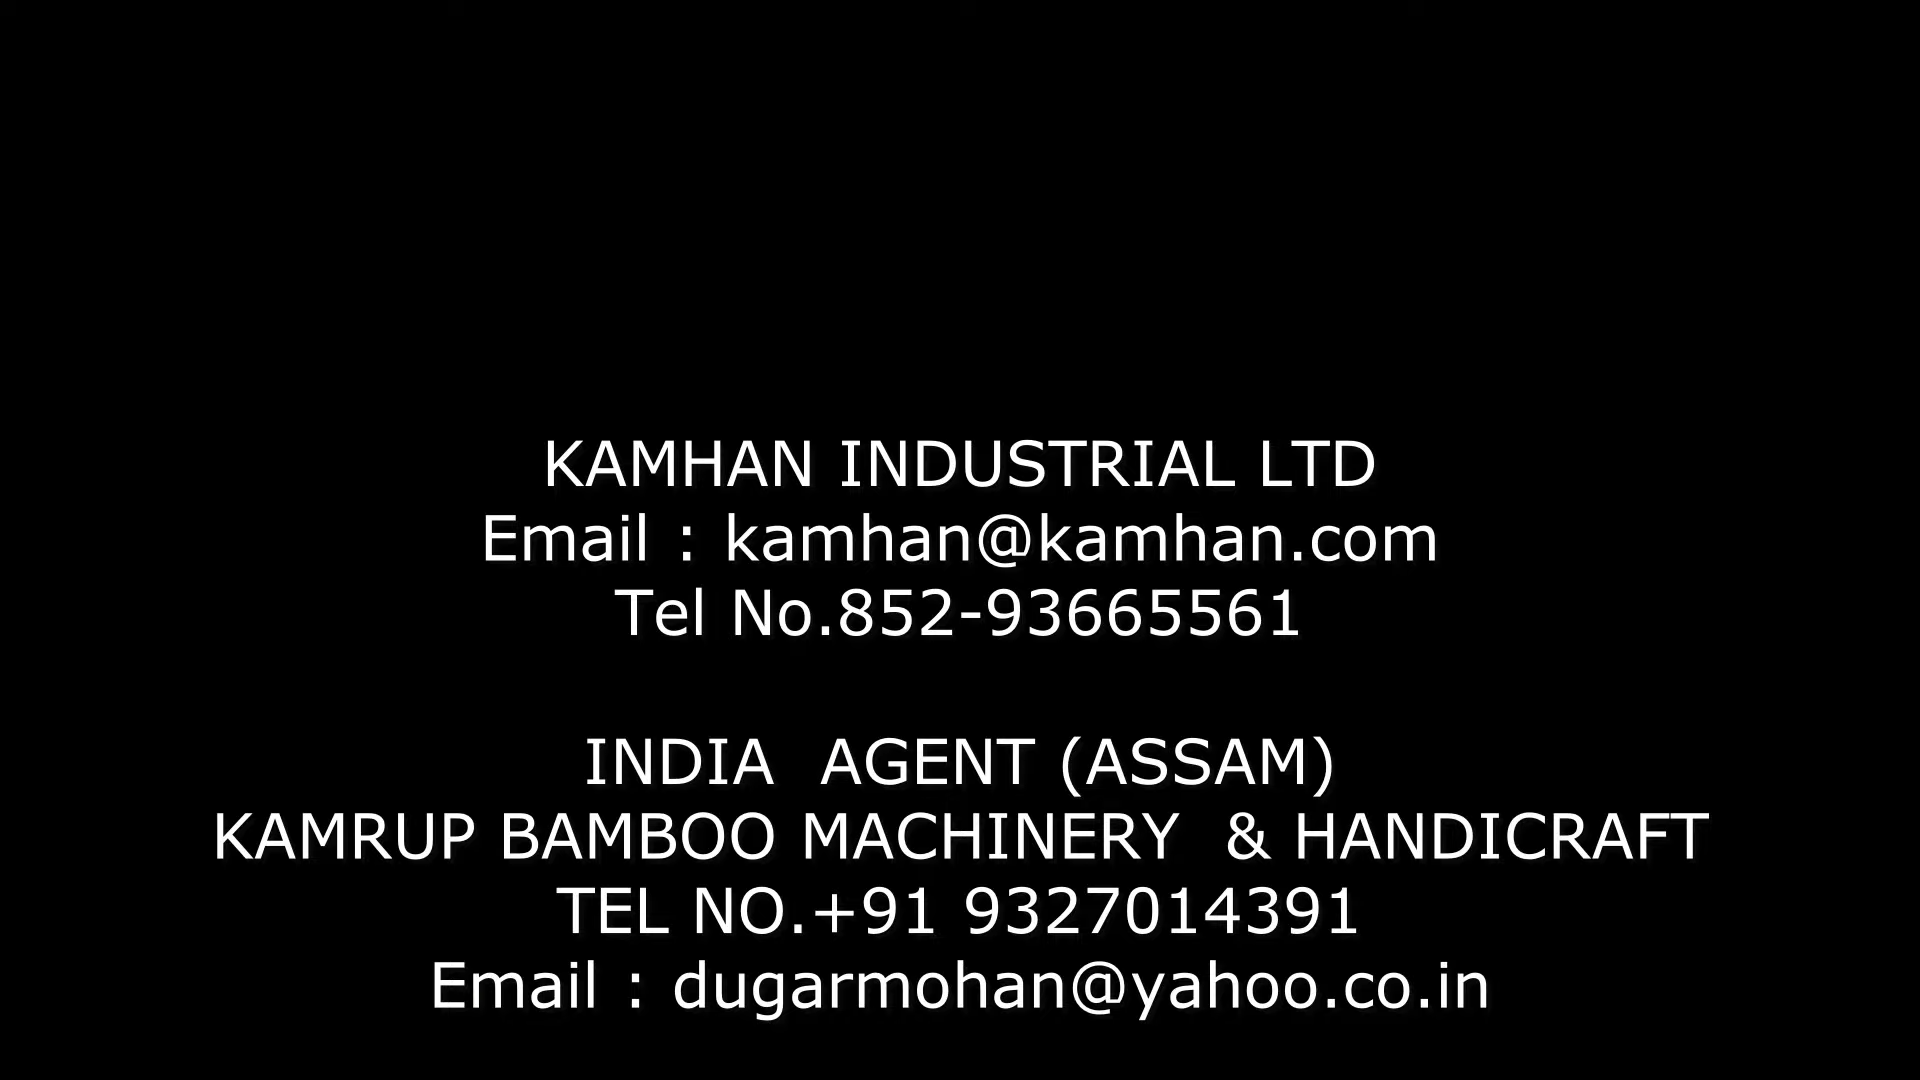 KAMHAN INDUSTRIAL LTD
Email : kamhan@kamhan.com
Tel No.852-93665561
INDIA  AGENT (ASSAM)
KAMRUP BAMBOO MACHINERY  & HANDICRAFT
TEL NO.+91 9327014391
Email : dugarmohan@yahoo.co.in